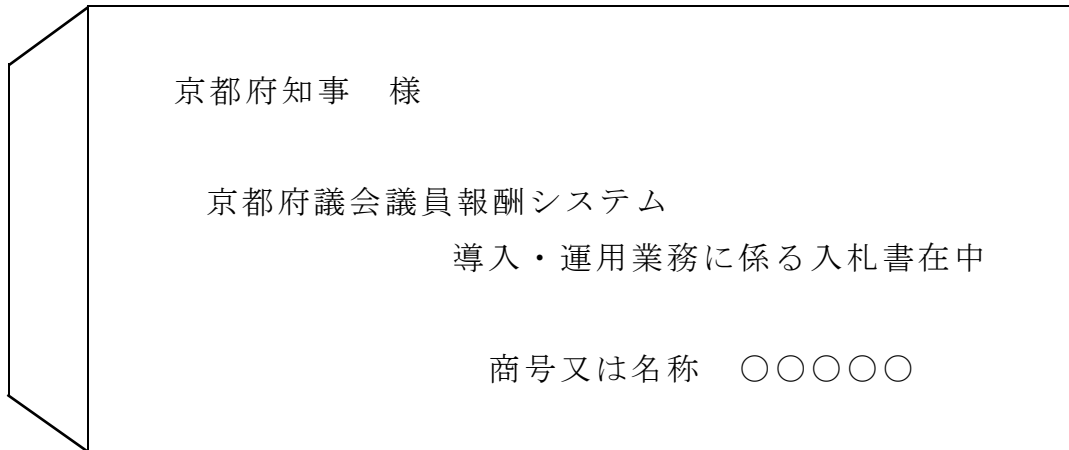 京都府知事　様
京都府議会議員報酬システム
導入・運用業務に係る入札書在中
商号又は名称　○○○○○